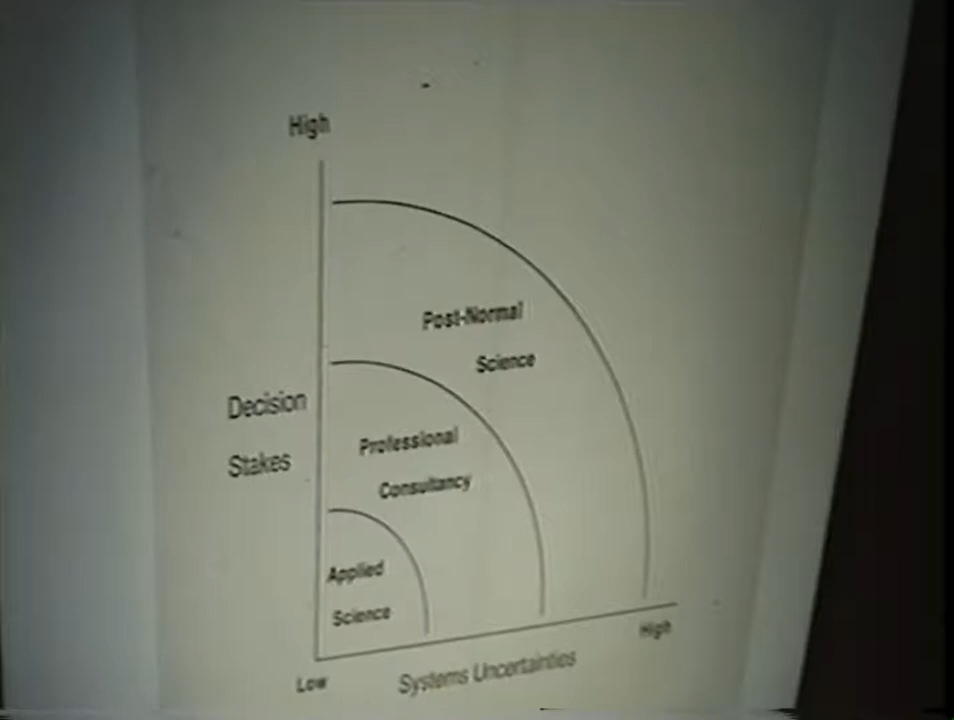 High
Post-Normal
Science
Decision
Stakes
Professional
Consultancy
Applied
Science
Low
Systems Uncertainties
High